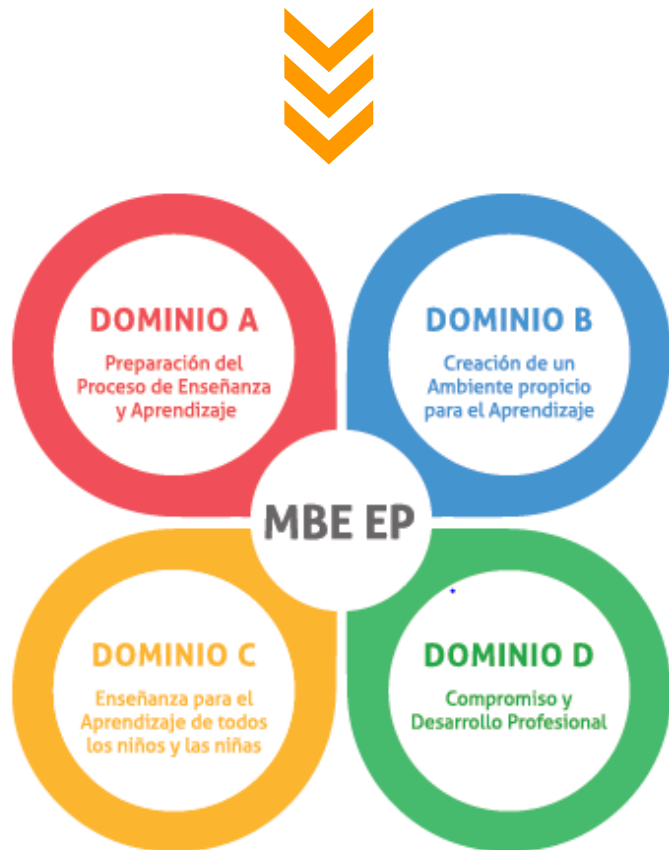 DOMINIO A
Preparación del
Proceso de Enseñanza
y Aprendizaje
DOMINIO B
Creación de un
Ambiente propicio
para el Aprendizaje
MBE EP
DOMINIO C
Enseñanza para el
Aprendizaje de todos
los niños y las niñas
DOMINIO D
Compromiso y
Desarrollo Profesional